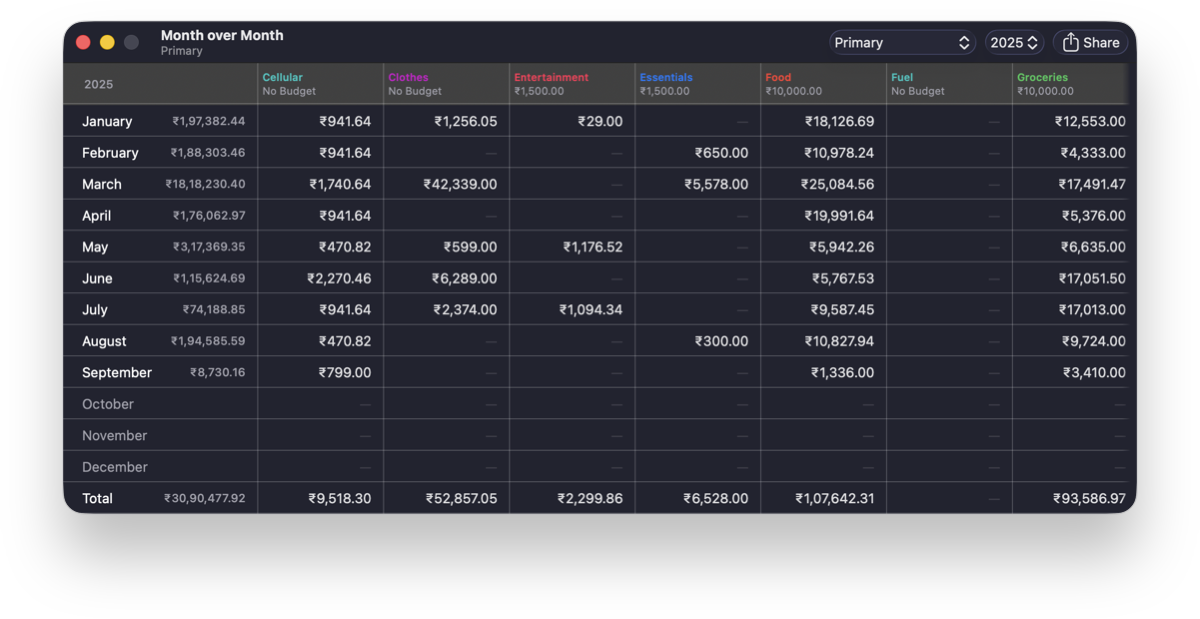 Month over Month
Primary
Primary
2025
Share
2025
Cellular Clothes Entertainment Essentials Food Fuel Groceries
No Budget No Budget ₹1,500.00 ₹1,500.00 ₹10,000.00 No Budget ₹10,000.00
January ₹1,97,382.44 ₹941.64 ₹1,256.05 ₹29.00 — ₹18,126.69 — ₹12,553.00
February ₹1,88,303.46 ₹941.64 — — ₹650.00 ₹10,978.24 — ₹4,333.00
March ₹18,18,230.40 ₹1,740.64 ₹42,339.00 — ₹5,578.00 ₹25,084.56 — ₹17,491.47
April ₹1,76,062.97 ₹941.64 — — — ₹19,991.64 — ₹5,376.00
May ₹3,17,369.35 ₹470.82 ₹599.00 ₹1,176.52 — ₹5,942.26 — ₹6,635.00
June ₹1,15,624.69 ₹2,270.46 ₹6,289.00 — — ₹5,767.53 — ₹17,051.50
July ₹74,188.85 ₹941.64 ₹2,374.00 ₹1,094.34 — ₹9,587.45 — ₹17,013.00
August ₹1,94,585.59 ₹470.82 — — ₹300.00 ₹10,827.94 — ₹9,724.00
September ₹8,730.16 ₹799.00 — — — ₹1,336.00 — ₹3,410.00
October — — — — — — —
November — — — — — — —
December — — — — — — —
Total ₹30,90,477.92 ₹9,518.30 ₹52,857.05 ₹2,299.86 ₹6,528.00 ₹1,07,642.31 — ₹93,586.97